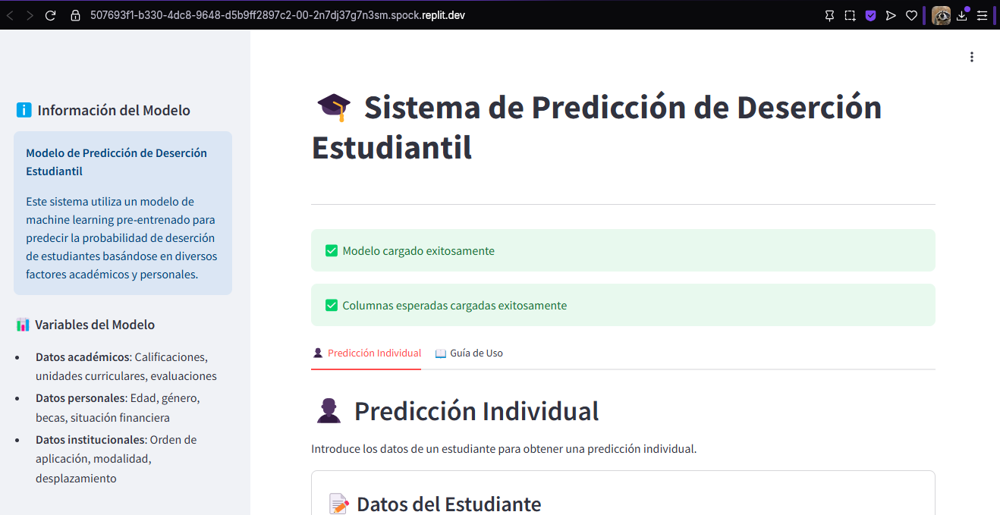 507693f1-b330-4dc8-9648-d5b9ff2897c2-00-2n7dj37g7n3sm.spock.replit.dev
Información del Modelo
Modelo de Predicción de Deserción
Estudiantil
Este sistema utiliza un modelo de
machine learning pre-entrenado para
predecir la probabilidad de deserción
de estudiantes basándose en diversos
factores académicos y personales.
Variables del Modelo
• Datos académicos: Calificaciones,
unidades curriculares, evaluaciones
• Datos personales: Edad, género,
becas, situación financiera
• Datos institucionales: Orden de
aplicación, modalidad,
desplazamiento
Sistema de Predicción de Deserción
Estudiantil
Modelo cargado exitosamente
Columnas esperadas cargadas exitosamente
Predicción Individual
Guía de Uso
Predicción Individual
Introduce los datos de un estudiante para obtener una predicción individual.
Datos del Estudiante